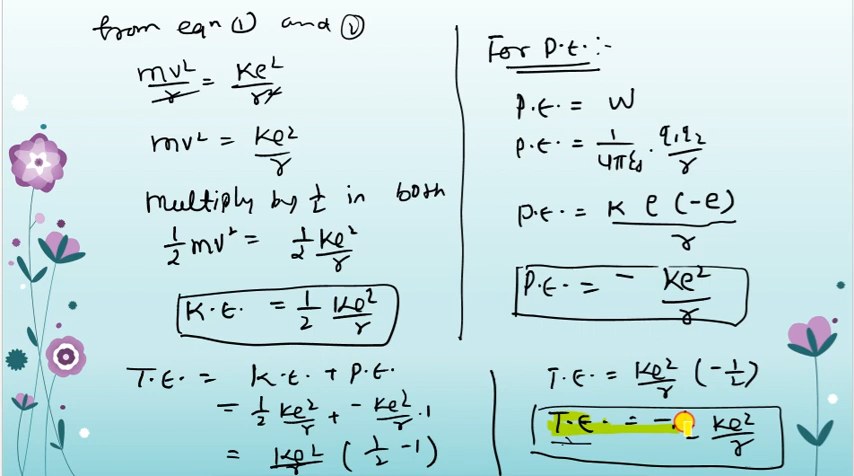 from eqn ① and ②
mv²/r = Ke²/r²
mv² = Ke²/r
Multiply by ½ in both
1/2 mv² = 1/2 Ke²/r
K.E. = 1/2 Ke²/r
For P.E. :-
P.E. = W
P.E. = 1/4πε₀ . q₁q₂/r
P.E. = K e (-e)/r
P.E. = - Ke²/r
T.E. = K.E. + P.E.
= 1/2 Ke²/r + - Ke²/r . 1
= Ke²/r (1/2 -1)
T.E. = Ke²/r (-1/2)
T.E. = - Ke²/r